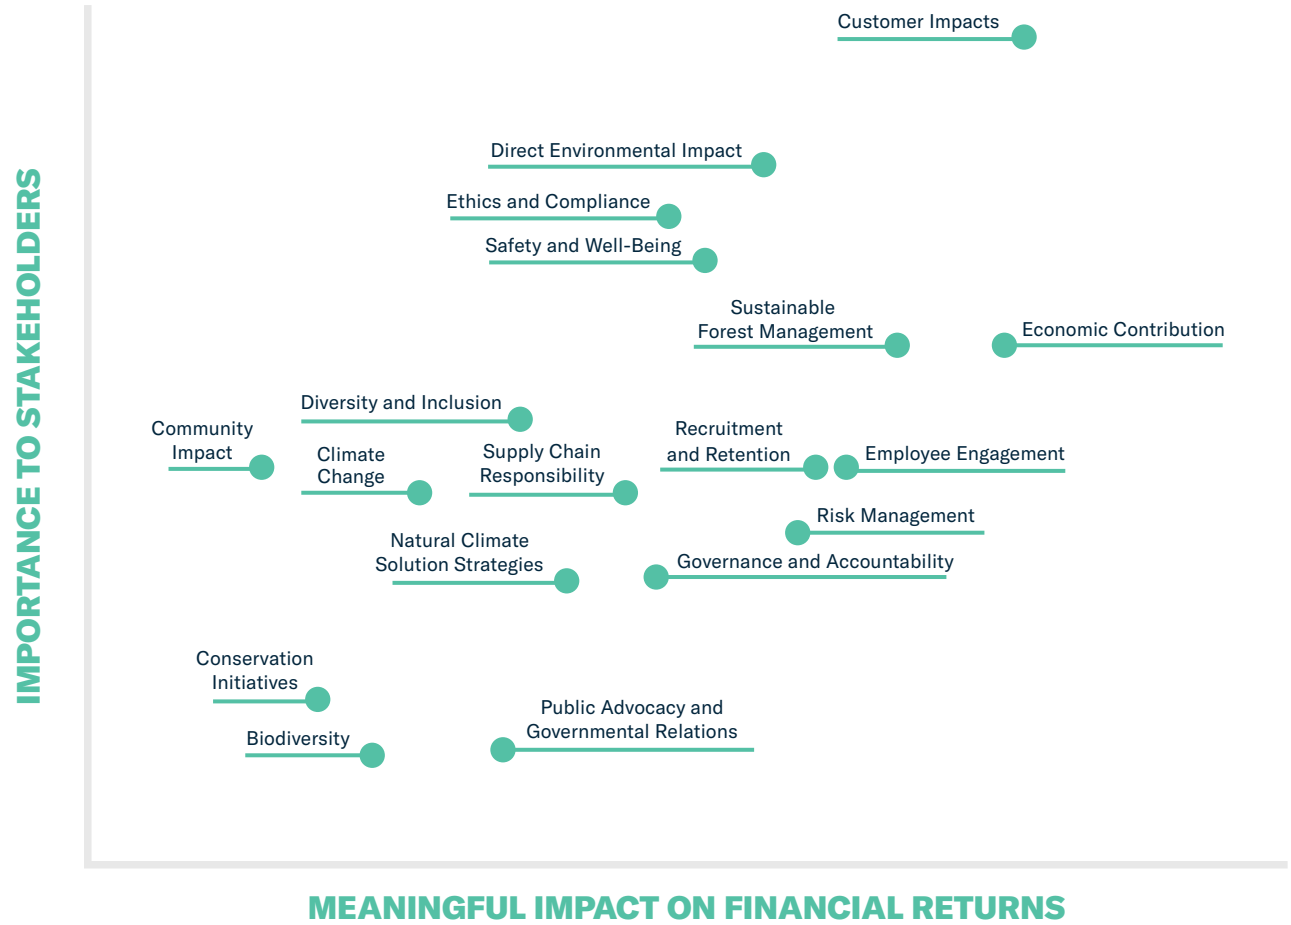 Customer Impacts
Direct Environmental Impact
Ethics and Compliance
Safety and Well-Being
Sustainable
Forest Management
Economic Contribution
Diversity and Inclusion
Community
Impact
Climate
Change
Supply Chain
Responsibility
Recruitment
and Retention
Employee Engagement
Risk Management
Natural Climate
Solution Strategies
Governance and Accountability
Conservation
Initiatives
Biodiversity
Public Advocacy and
Governmental Relations
IMPORTANCE TO STAKEHOLDERS
MEANINGFUL IMPACT ON FINANCIAL RETURNS